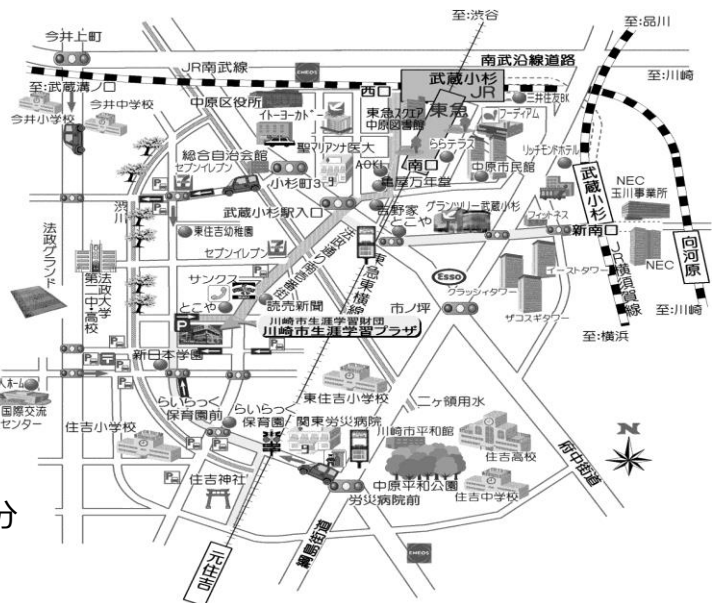 至:渋谷
今井上町
至:品川
ENEOS
JR南武線
南武沿線道路
至:武蔵溝ノ口
武蔵小杉
JR
至:川崎
今井中学校
中原区役所
西口
東急
三井住友BK
今井小学校
イトーヨーカドー
東急スクエア
中原図書館
フーディアム
聖マリアンナ医大
ららテラス
リッチモンドホテル
総合自治会館
AOKI
南口
中原市民館
セブンイレブン
小杉町3
亀屋万年堂
武蔵小杉
NEC
玉川事業所
渋川
武蔵小杉駅入口
吉野家
とこや
グランツリー武蔵小杉
フィットネス
東住吉幼稚園
新南口
法政グランド
法政通り商店街
セブンイレブン
東急東横線
NEC
向河原
法政大学
第二中・高校
サンクス
Esso
イーストタワー
JR横須賀線
グラッシィタワー
とこや
読売新聞
市ノ坪
ザコスギタワー
至:川崎
P
川崎市生涯学習財団
川崎市生涯学習プラザ
至:横浜
新日本学園
人ホーム
東住吉小学校
国際交流
センター
らいらっく
保育園前
らいらっく
保育園
二ヶ領用水
関東労災病院
川崎市平和館
住吉小学校
住吉高校
N
府中街道
住吉神社
中原平和公園
住吉中学校
労災病院前
分
元住吉
綱島街道
ENEOS